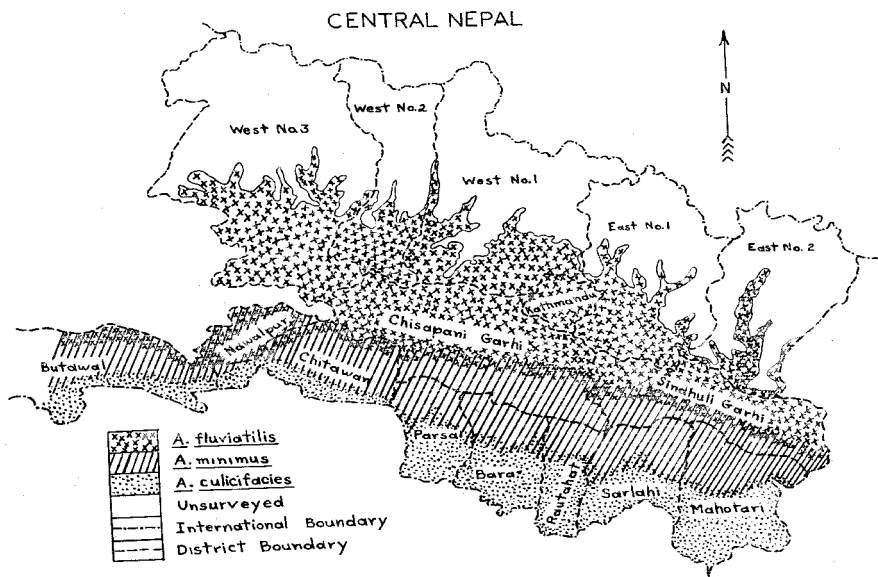 CENTRAL NEPAL
N
West No.2
West No.3
West No.1
East No.1
East No.2
Kathmandu
Chisapani Garhi
Nawalpur
Butawal
Chitawan
Sindhuli Garhi
Parsa
Bara
Rautahat
Sarlahi
Mahotari
A. fluviatilis
A. minimus
A. culicifacies
Unsurveyed
International Boundary
District Boundary